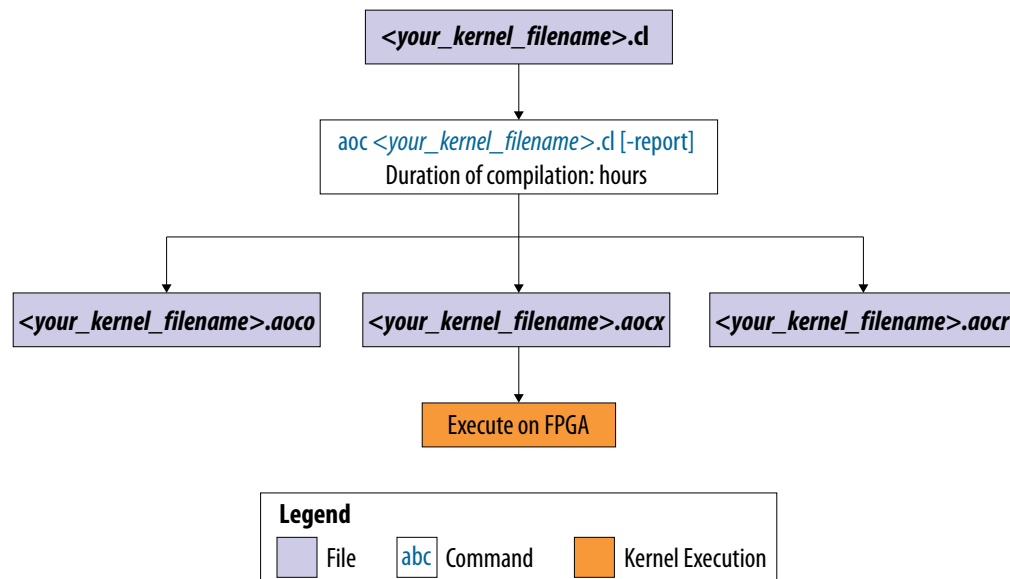 <your_kernel_filename>.cl
aoc <your_kernel_filename>.cl [-report]
Duration of compilation: hours
<your_kernel_filename>.aoco
<your_kernel_filename>.aocx
<your_kernel_filename>.aocr
Execute on FPGA
Legend
File
abc
Command
Kernel Execution